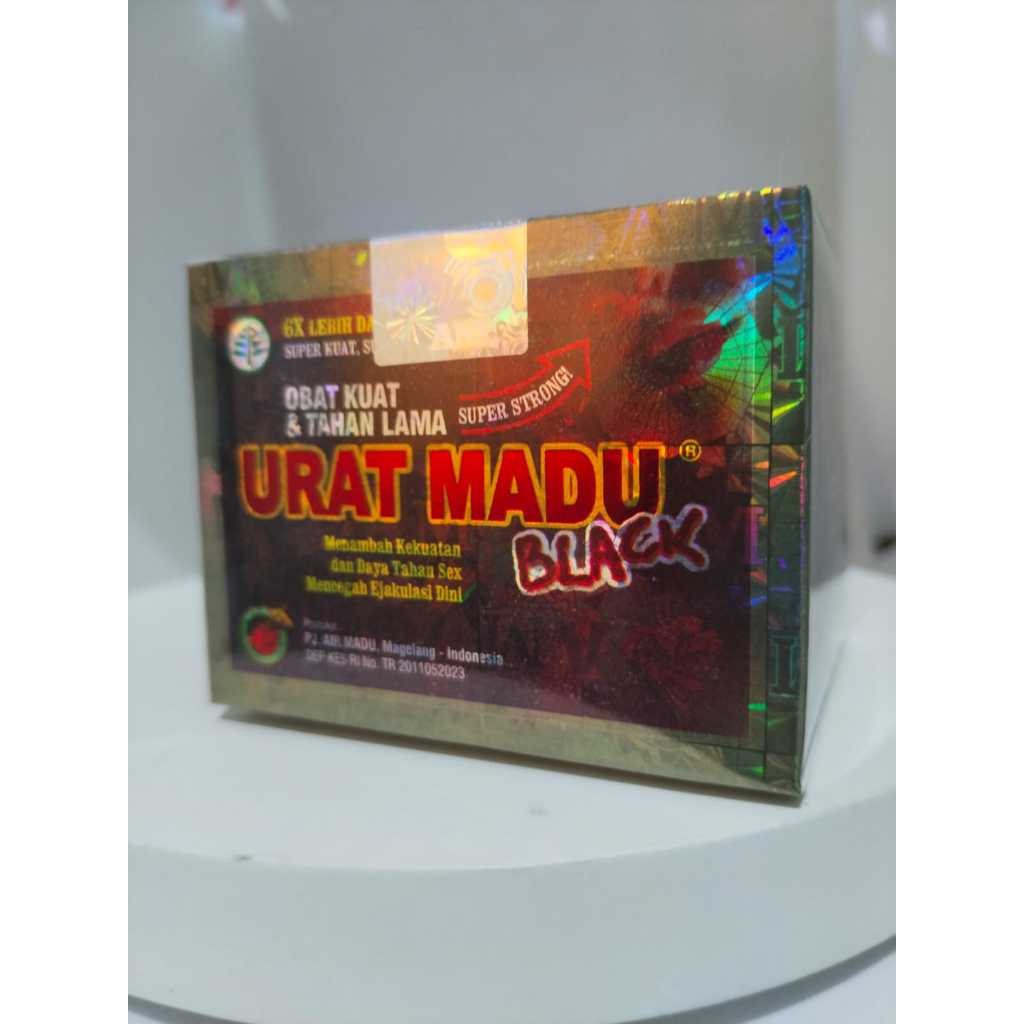 6X LEBIH
SUPER KUAT,
OBAT KUAT
& TAHAN LAMA
SUPER STRONG!
URAT MADU ®
BLACK
Menambah Kekuatan
dan Daya Tahan Sex
Mencegah Ejakulasi Dini
Produksi
PJ. AIR MADU, Magelang - Indonesia
DEP KES RI No. TR 2011052023